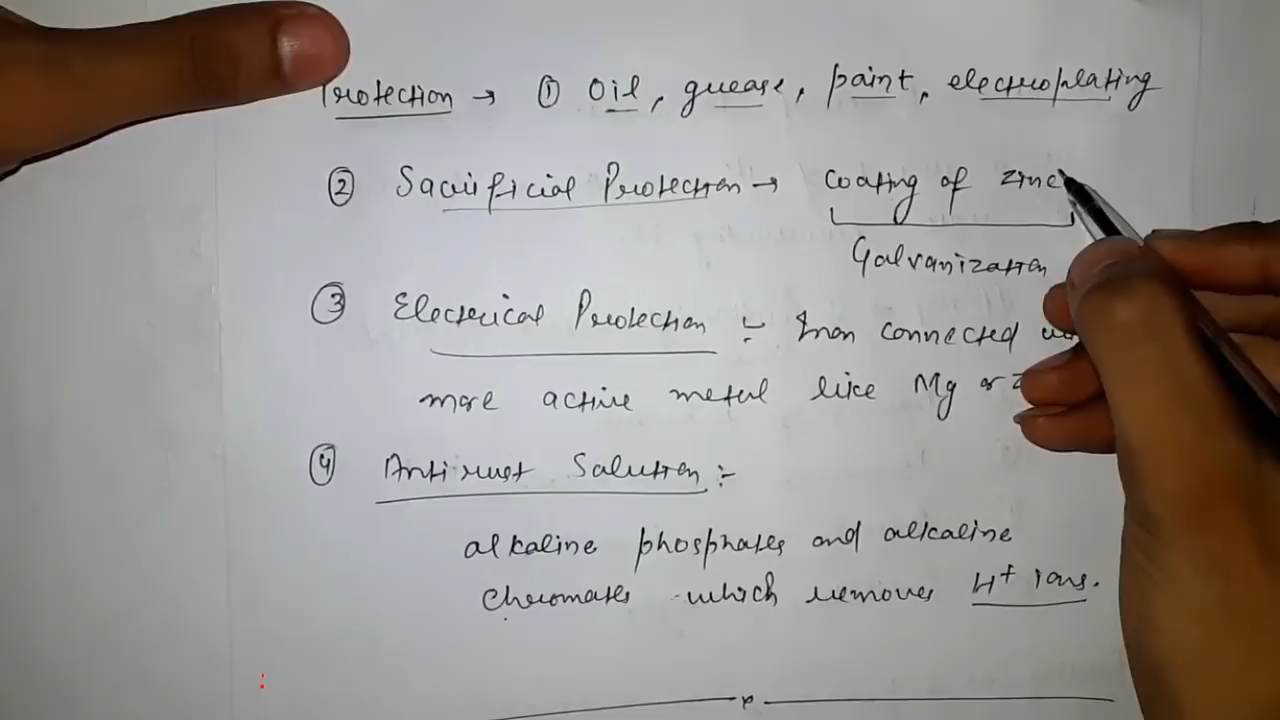 Protection → ① Oil, grease, paint, electroplating
② Sacrificial Protection → Coating of zinc
Galvanization
③ Electrical Protection :- Iron connected
more active metal like Mg or
④ Antirust Solution :-
alkaline phosphates and alkaline
chromates which removes H+ ions.